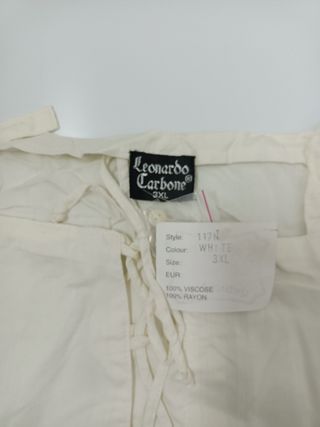 Leonardo
Carbone®
3XL
Style:
Colour: WHITE
Size: 3XL
EUR
100% VISCOSE
100% RAYON